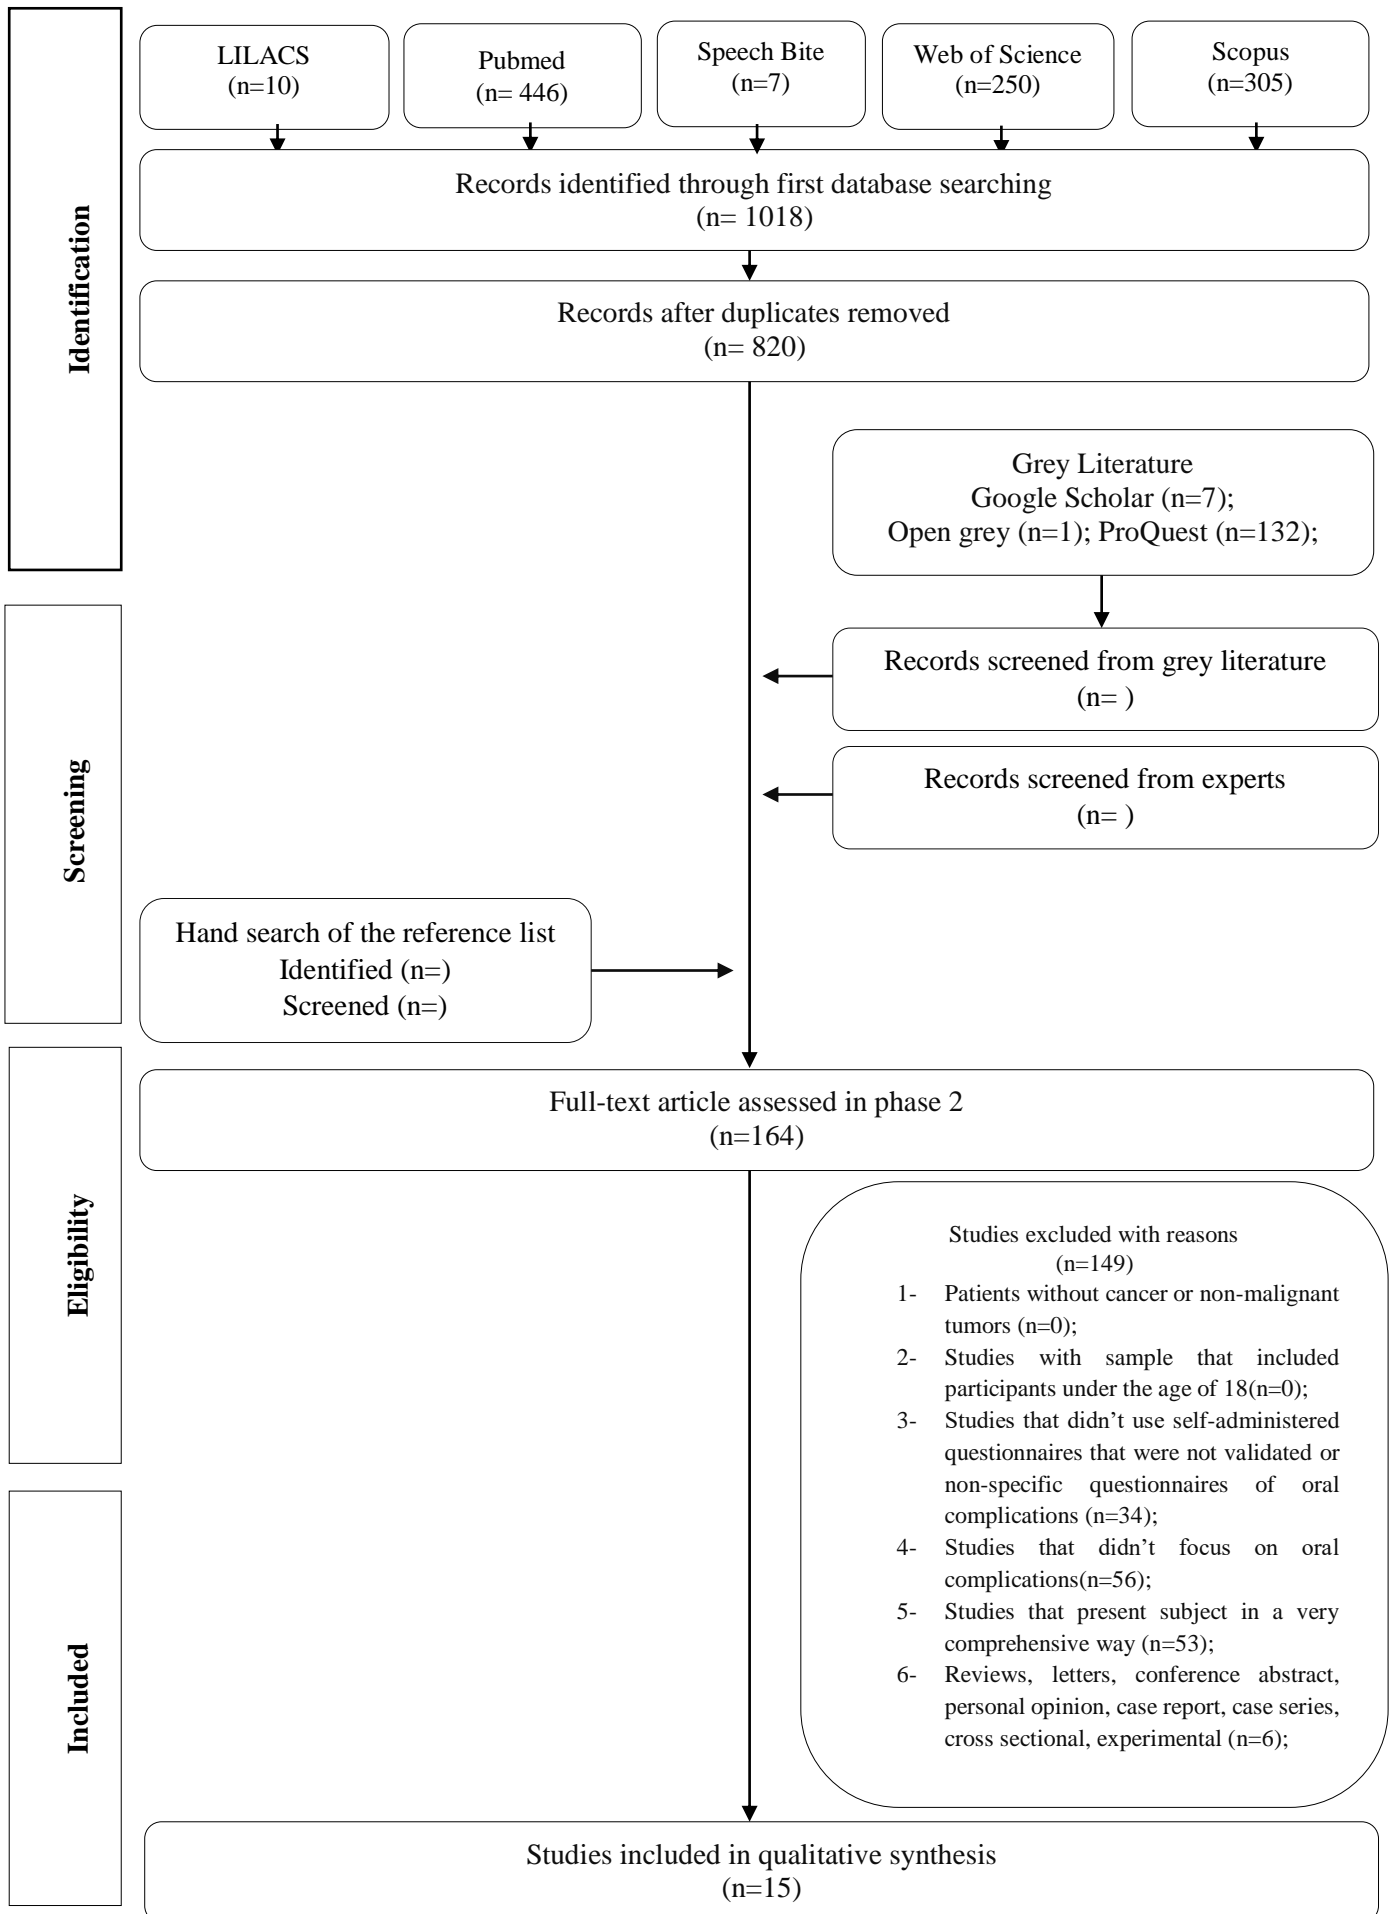 Identification
LILACS
(n=10)
Pubmed
(n= 446)
Speech Bite
(n=7)
Web of Science
(n=250)
Scopus
(n=305)
Records identified through first database searching
(n= 1018)
Records after duplicates removed
(n= 820)
Grey Literature
Google Scholar (n=7);
Open grey (n=1); ProQuest (n=132);
Screening
Records screened from grey literature
(n= )
Records screened from experts
(n= )
Hand search of the reference list
Identified (n=)
Screened (n=)
Eligibility
Full-text article assessed in phase 2
(n=164)
Studies excluded with reasons
(n=149)
1- Patients without cancer or non-malignant
tumors (n=0);
2- Studies with sample that included
participants under the age of 18(n=0);
3- Studies that didn’t use self-administered
questionnaires that were not validated or
non-specific questionnaires of oral
complications (n=34);
4- Studies that didn’t focus on oral
complications(n=56);
5- Studies that present subject in a very
comprehensive way (n=53);
6- Reviews, letters, conference abstract,
personal opinion, case report, case series,
cross sectional, experimental (n=6);
Included
Studies included in qualitative synthesis
(n=15)